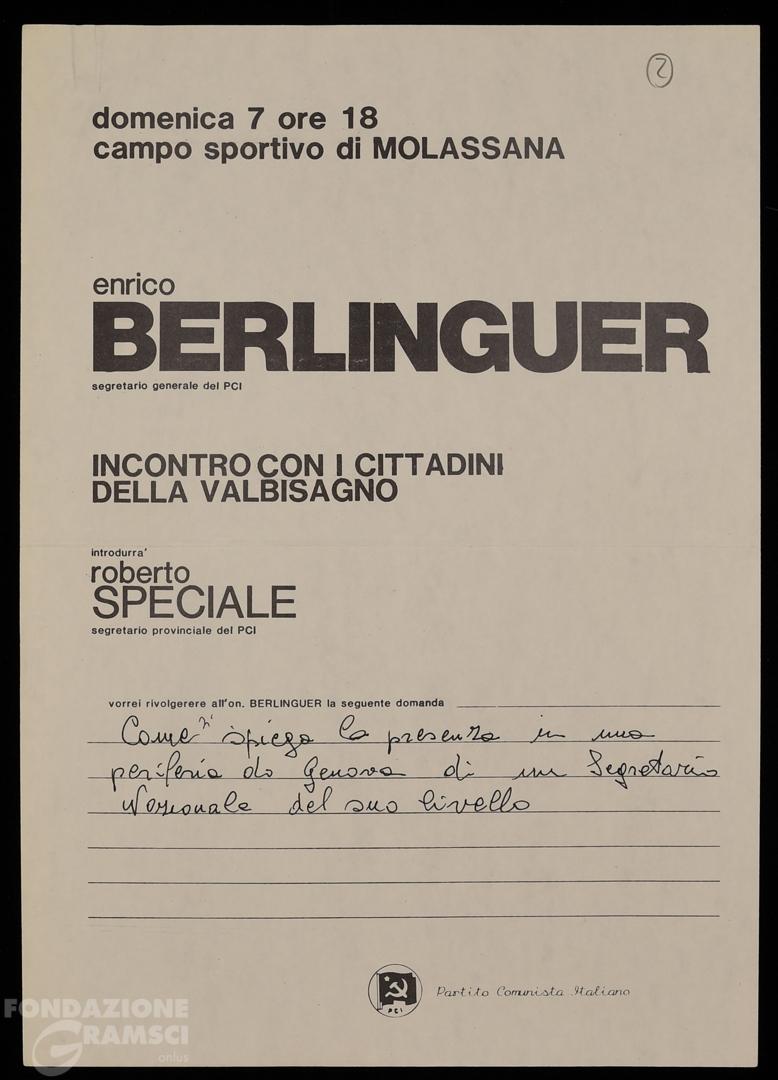 2
domenica 7 ore 18
campo sportivo di MOLASSANA
enrico
BERLINGUER
segretario generale del PCI
INCONTRO CON I CITTADINI
DELLA VALBISAGNO
introdurra'
roberto
SPECIALE
segretario provinciale del PCI
vorrei rivolgerere all'on. BERLINGUER la seguente domanda
Come si spiega la presenza in una
periferia di Genova di un Segretario
Nazionale del suo livello
PCI
Partito Comunista Italiano
FONDAZIONE
GRAMSCI
onlus